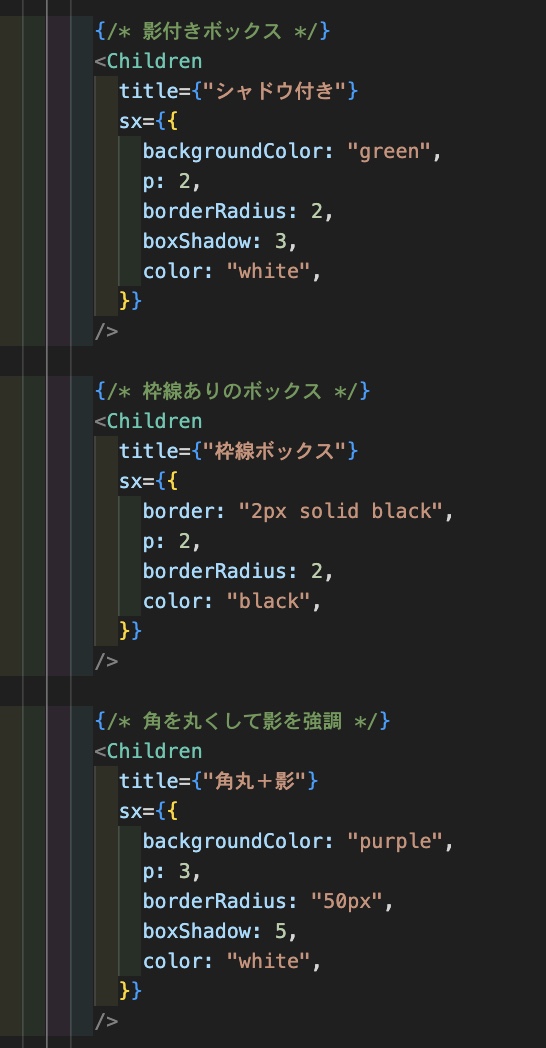 {/* 影付きボックス */}
<Children
title={"シャドウ付き"}
sx={{
backgroundColor: "green",
p: 2,
borderRadius: 2,
boxShadow: 3,
color: "white",
}}
/>
{/* 枠線ありのボックス */}
<Children
title={"枠線ボックス"}
sx={{
border: "2px solid black",
p: 2,
borderRadius: 2,
color: "black",
}}
/>
{/* 角を丸くして影を強調 */}
<Children
title={"角丸＋影"}
sx={{
backgroundColor: "purple",
p: 3,
borderRadius: "50px",
boxShadow: 5,
color: "white",
}}
/>